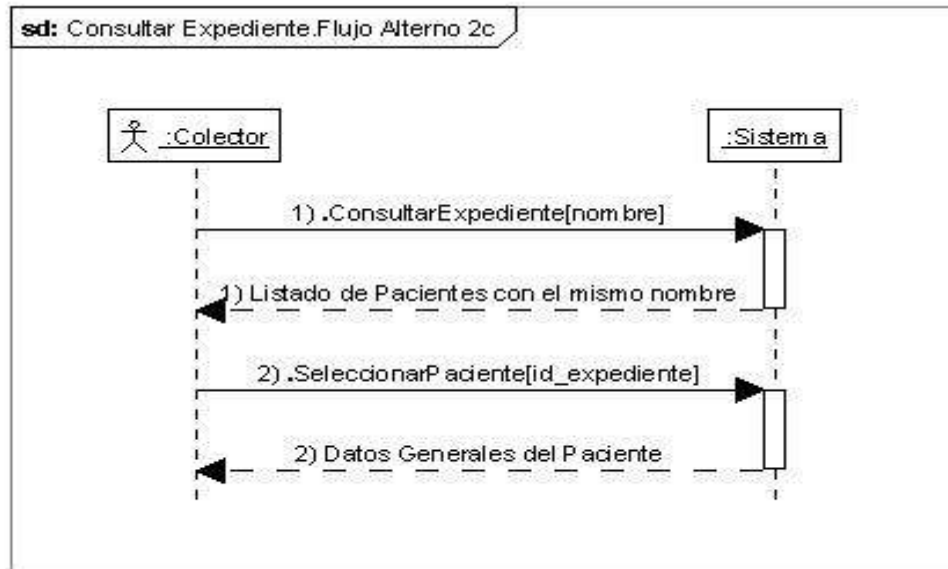 sd: Consultar Expediente.Flujo Alterno 2c
:Colector
:Sistema
1) .ConsultarExpediente[nombre]
1) Listado de Pacientes con el mismo nombre
2) .SeleccionarPaciente[id_expediente]
2) Datos Generales del Paciente